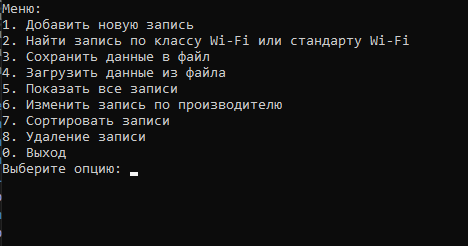 Меню:
1. Добавить новую запись
2. Найти запись по классу Wi-Fi или стандарту Wi-Fi
3. Сохранить данные в файл
4. Загрузить данные из файла
5. Показать все записи
6. Изменить запись по производителю
7. Сортировать записи
8. Удаление записи
0. Выход
Выберите опцию: